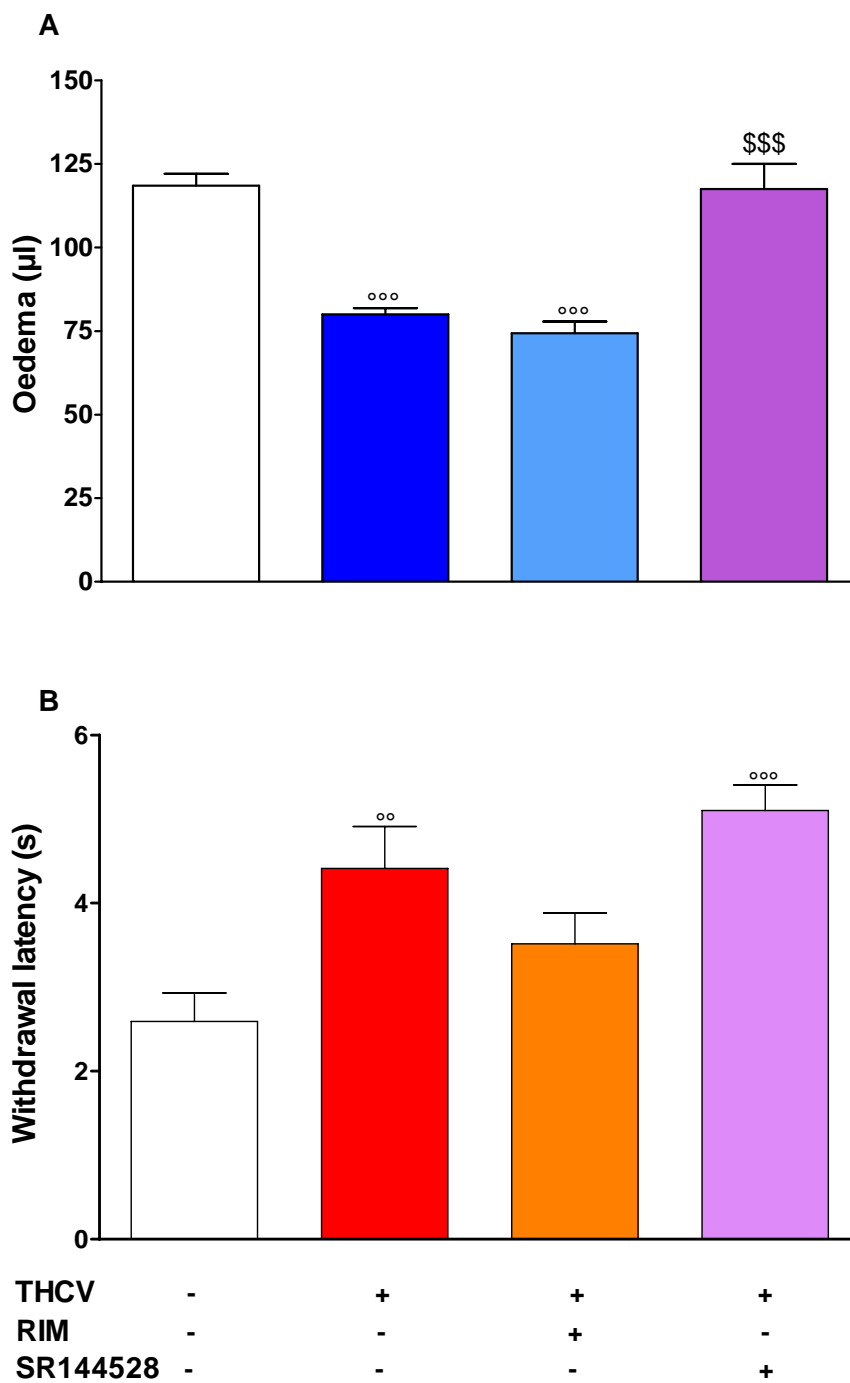 A
150
$$$
125
100
°°°
°°°
75
50
25
0
Oedema (µl)
B
6
°°°
°°
4
2
0
Withdrawal latency (s)
THCV - + + +
RIM - - + -
SR144528 - - - +